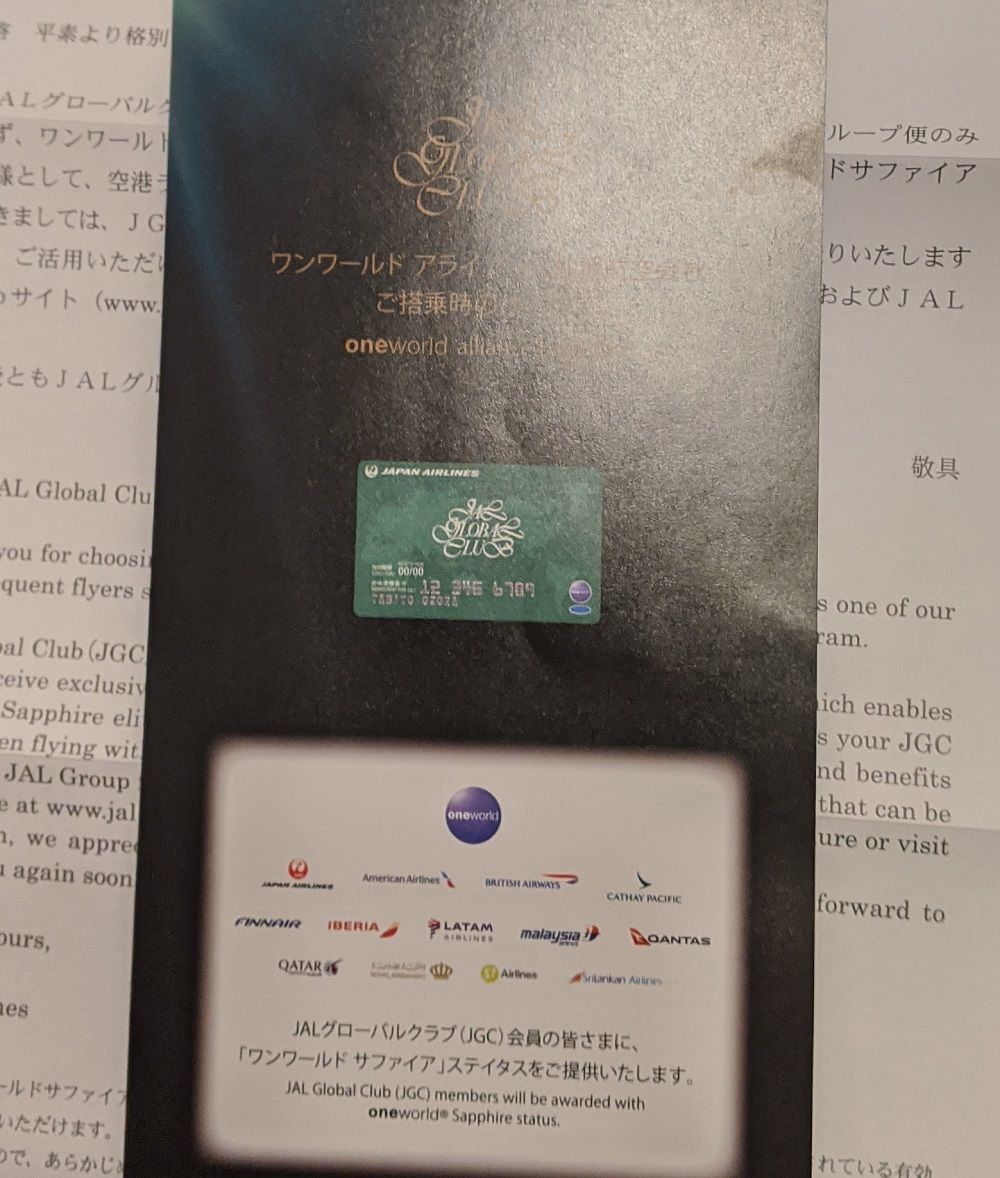 平素より格別
ALグローバルク
ず、ワンワールド
ループ便のみ
様として、空港ラ
ドサファイア
きましては、JG
ご活用いただけ
りいたします
サイト(www.
およびJAL
ともJALグル
敬具
JAL
GLOBAL
CLUB
ワンワールド アライ
ご搭乗時の
oneworld
JAPAN AIRLINES
JAL
GLOBAL
CLUB
00/00
12 345 6789
TABITO OZORA
AL Global Clu
you for choosi
quent flyers s
s one of our
ram.
al Club (JGC
ceive exclusiv
ich enables
Sapphire eli
s your JGC
en flying wit
nd benefits
JAL Group
that can be
e at www.jal
ure or visit
n, we appre
again soon
forward to
ours,
nes
oneworld
JAPAN AIRLINES
American Airlines
BRITISH AIRWAYS
CATHAY PACIFIC
FINNAIR
IBERIA
LATAM
AIRLINES
malaysia
QANTAS
QATAR
S7 Airlines
SriLankan Airlines
JALグローバルクラブ(JGC)会員の皆さまに、
「ワンワールド サファイア」ステイタスをご提供いたします。
JAL Global Club (JGC) members will be awarded with
oneworld® Sapphire status.
ールドサファイア
いただけます。
ので、あらかじめ
れている有効